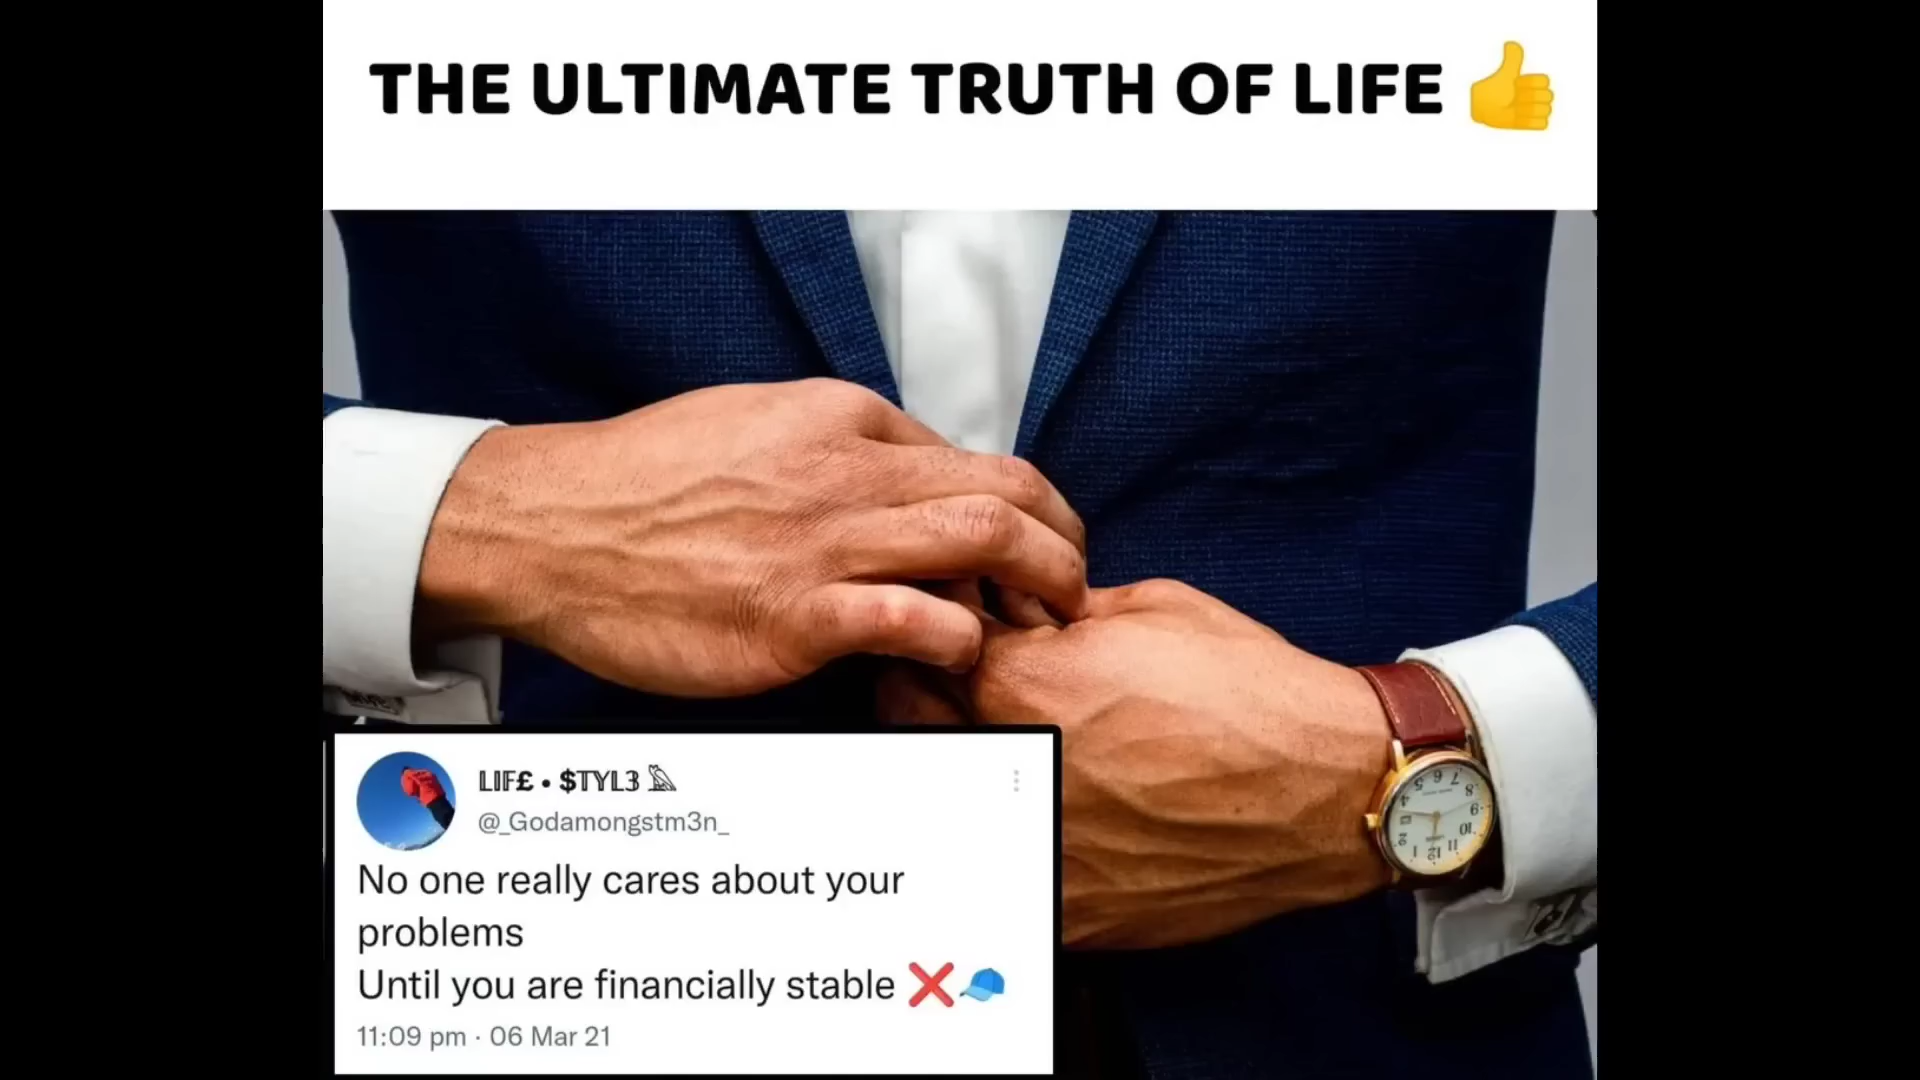 THE ULTIMATE TRUTH OF LIFE 👍
LIF£ • $TYL3 𓅓
@_Godamongstm3n_
No one really cares about your
problems
Until you are financially stable ❌🧢
11:09 pm · 06 Mar 21